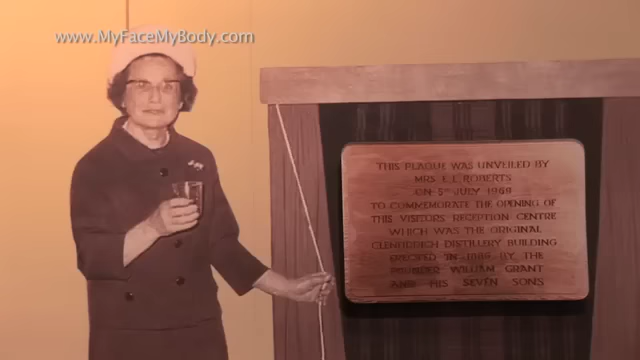 www.MyFaceMyBody.com
THIS PLAQUE WAS UNVEILED BY
MRS E. L. ROBERTS
ON 5TH JULY 1969
TO COMMEMORATE THE OPENING OF
THIS VISITORS RECEPTION CENTRE
WHICH WAS THE ORIGINAL
GLENFIDDICH DISTILLERY BUILDING
ERECTED IN 1886 BY THE
FOUNDER WILLIAM GRANT
AND HIS SEVEN SONS